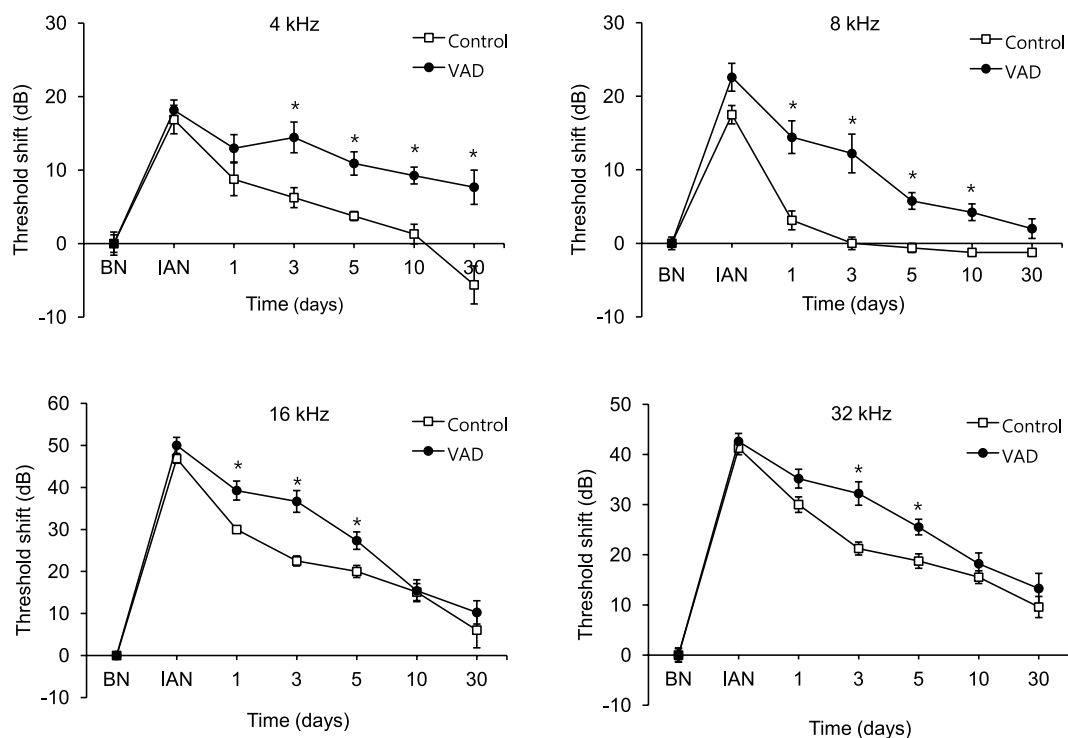 4 kHz
Control
VAD
Threshold shift (dB)
30
20
10
0
-10
* * * *
BN IAN 1 3 5 10 30
Time (days)
8 kHz
Control
VAD
Threshold shift (dB)
30
20
10
0
-10
* * * *
BN IAN 1 3 5 10 30
Time (days)
16 kHz
Control
VAD
Threshold shift (dB)
60
50
40
30
20
10
0
-10
* * *
BN IAN 1 3 5 10 30
Time (days)
32 kHz
Control
VAD
Threshold shift (dB)
50
40
30
20
10
0
-10
* *
BN IAN 1 3 5 10 30
Time (days)